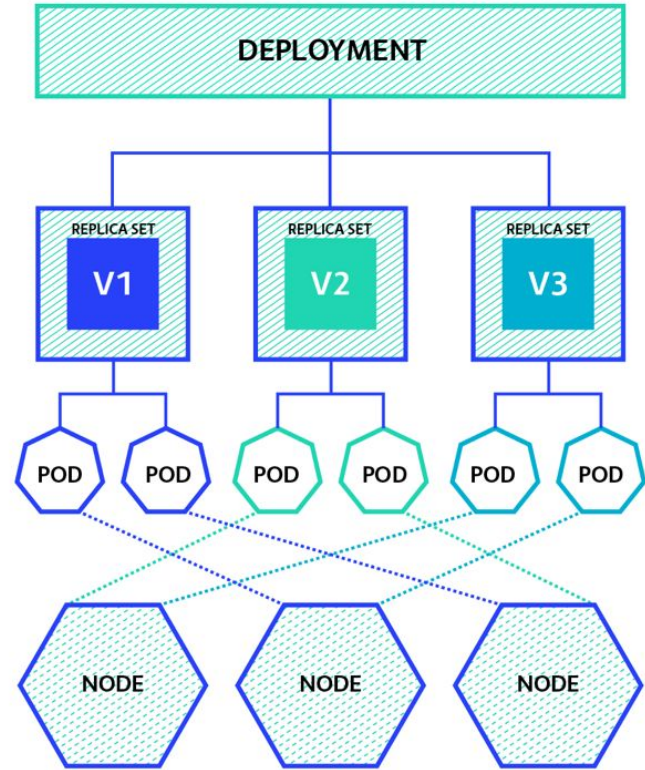 DEPLOYMENT
REPLICA SET
V1
REPLICA SET
V2
REPLICA SET
V3
POD
POD
POD
POD
POD
POD
NODE
NODE
NODE